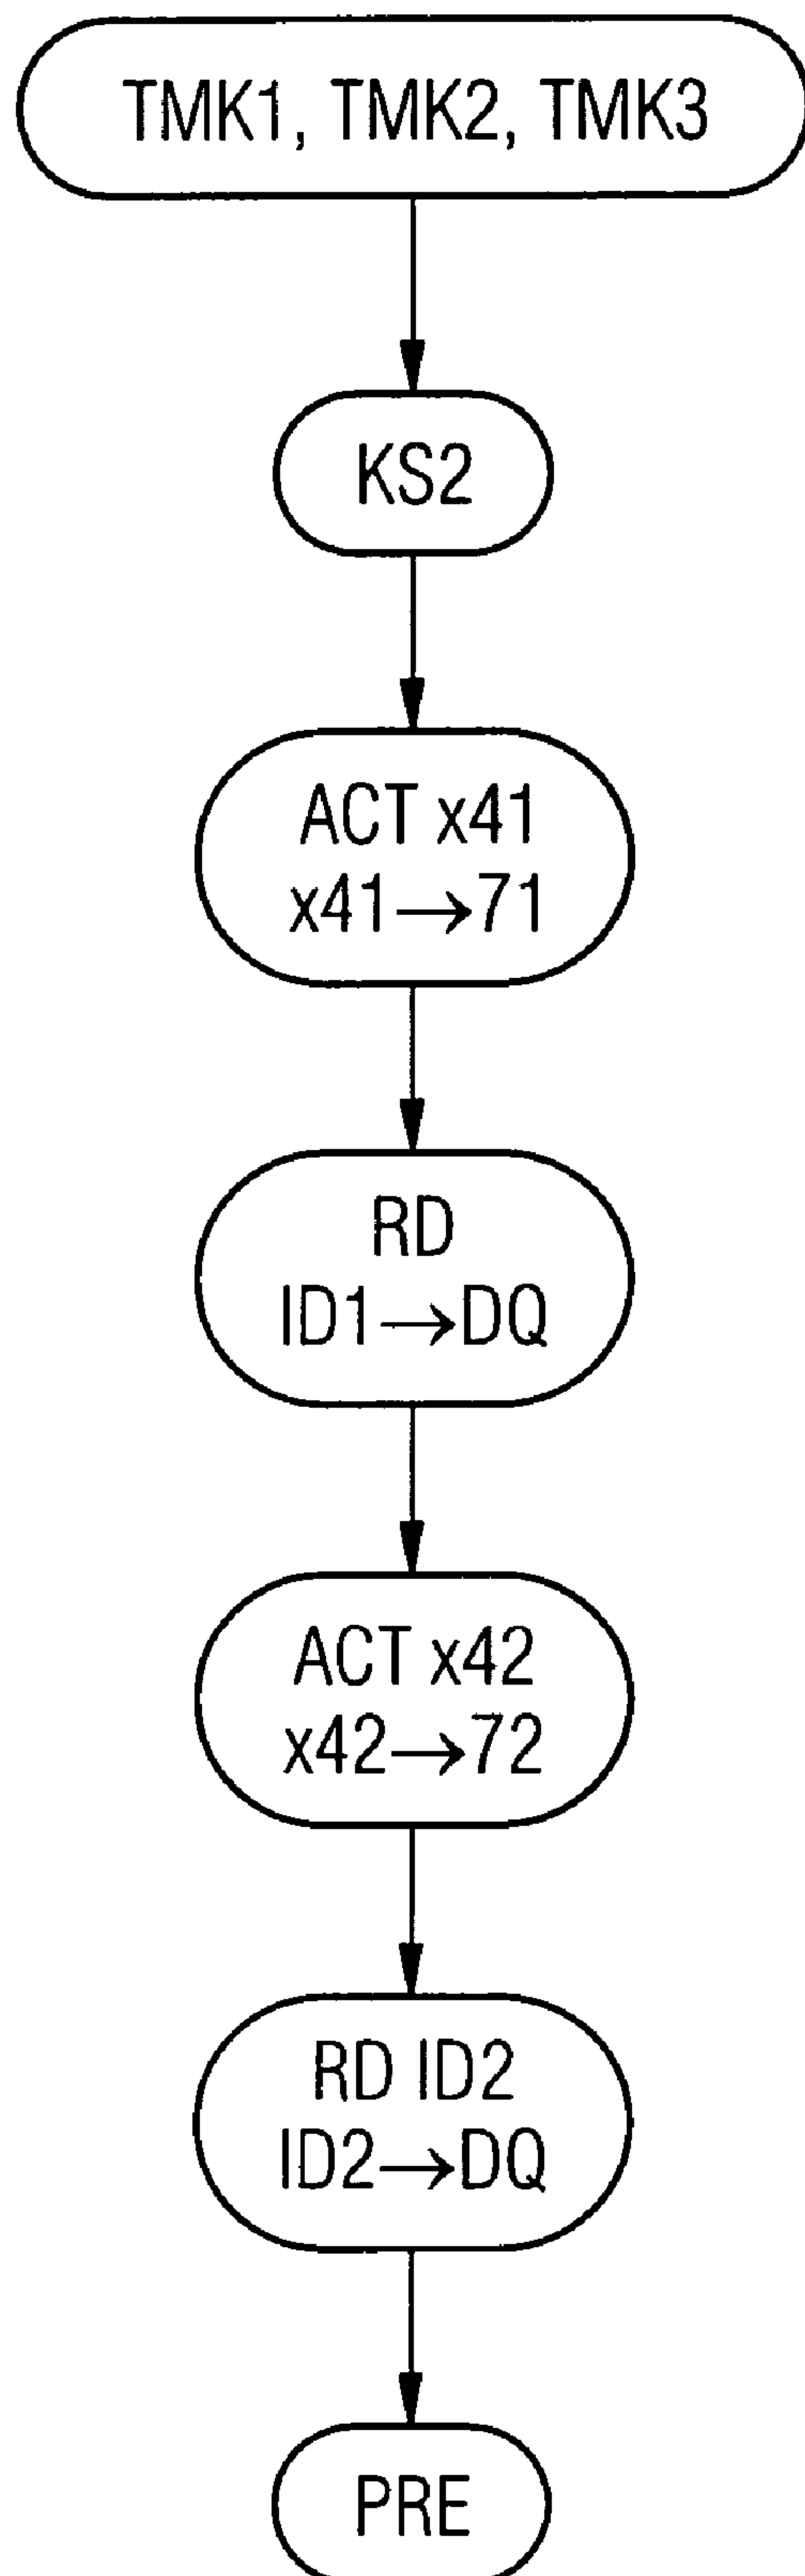 TMK1, TMK2, TMK3
KS2
ACT x41
x41→71
RD
ID1→DQ
ACT x42
x42→72
RD ID2
ID2→DQ
PRE